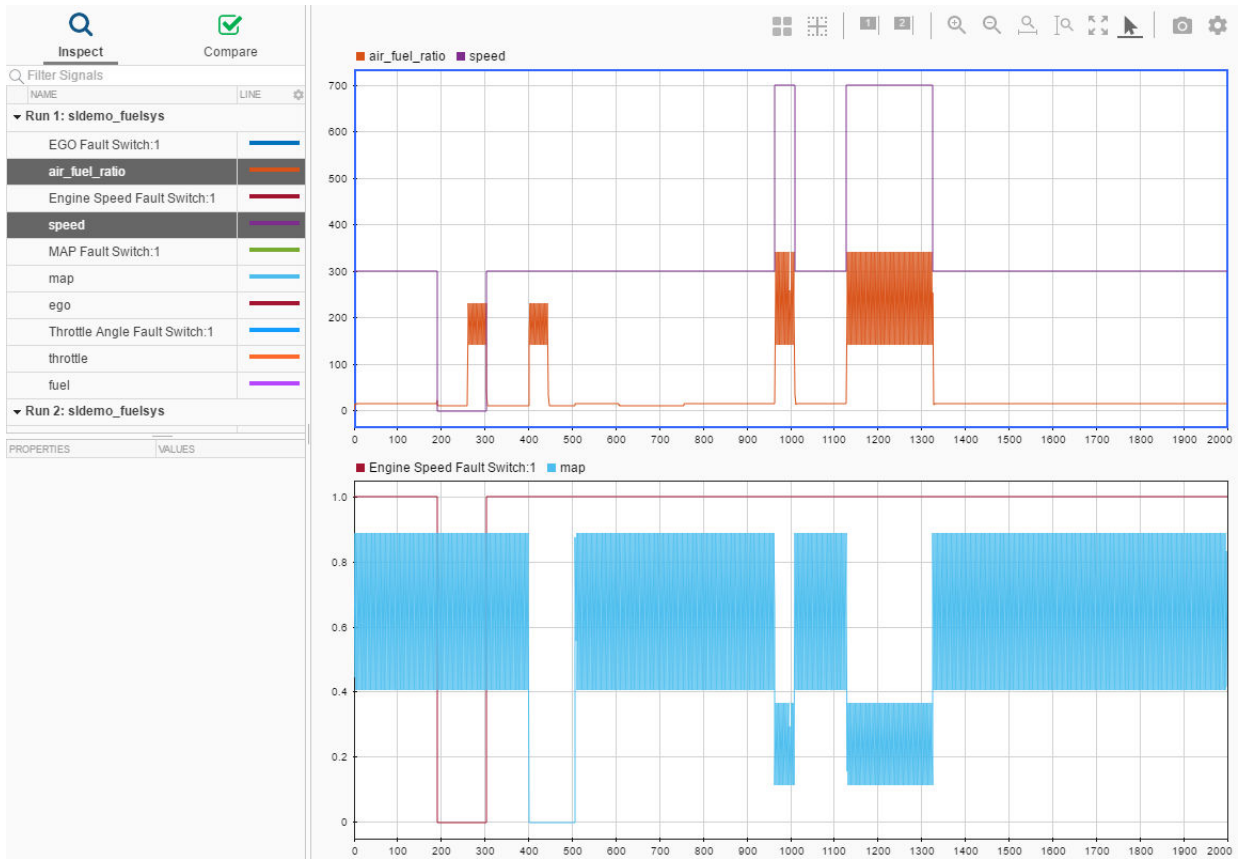 Inspect
Compare
Filter Signals
NAME LINE
Run 1: sldemo_fuelsys
EGO Fault Switch:1
air_fuel_ratio
Engine Speed Fault Switch:1
speed
MAP Fault Switch:1
map
ego
Throttle Angle Fault Switch:1
throttle
fuel
Run 2: sldemo_fuelsys
PROPERTIES VALUES
1 2
air_fuel_ratio speed
700
600
500
400
300
200
100
0
0 100 200 300 400 500 600 700 800 900 1000 1100 1200 1300 1400 1500 1600 1700 1800 1900 2000
Engine Speed Fault Switch:1 map
1.0
0.8
0.6
0.4
0.2
0
0 100 200 300 400 500 600 700 800 900 1000 1100 1200 1300 1400 1500 1600 1700 1800 1900 2000